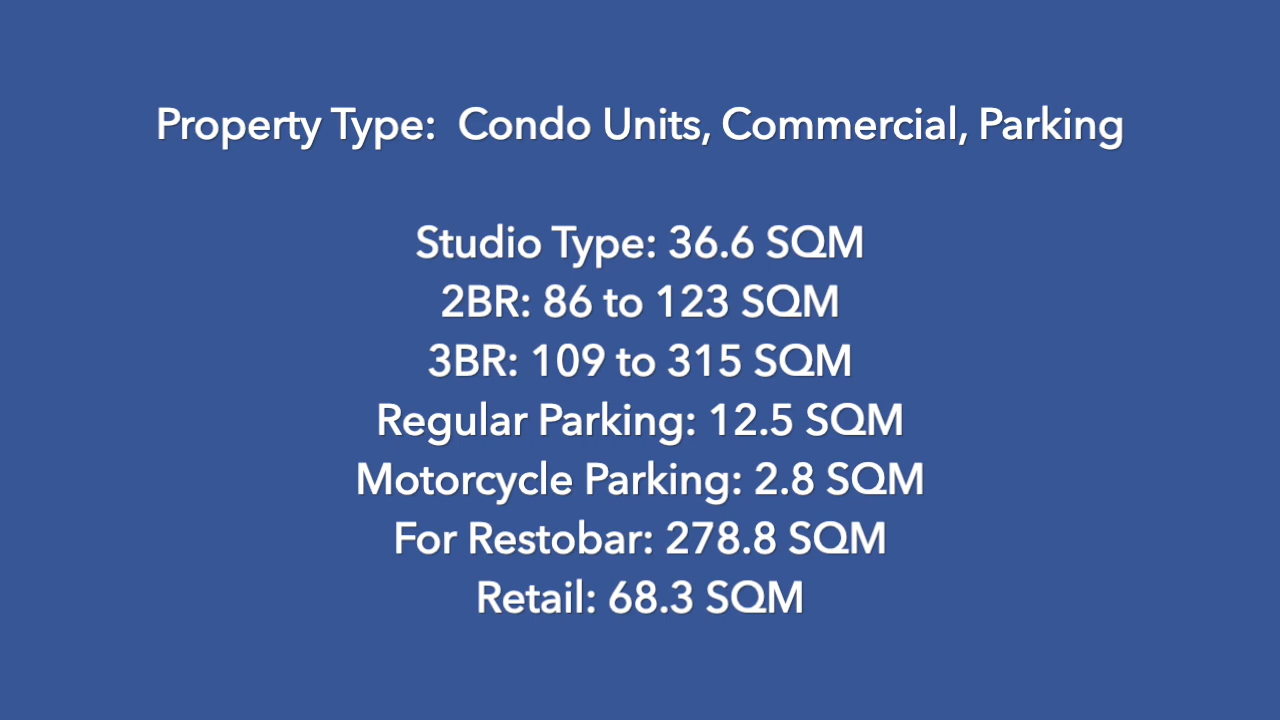 Property Type:  Condo Units, Commercial, Parking
Studio Type: 36.6 SQM
2BR: 86 to 123 SQM
3BR: 109 to 315 SQM
Regular Parking: 12.5 SQM
Motorcycle Parking: 2.8 SQM
For Restobar: 278.8 SQM
Retail: 68.3 SQM